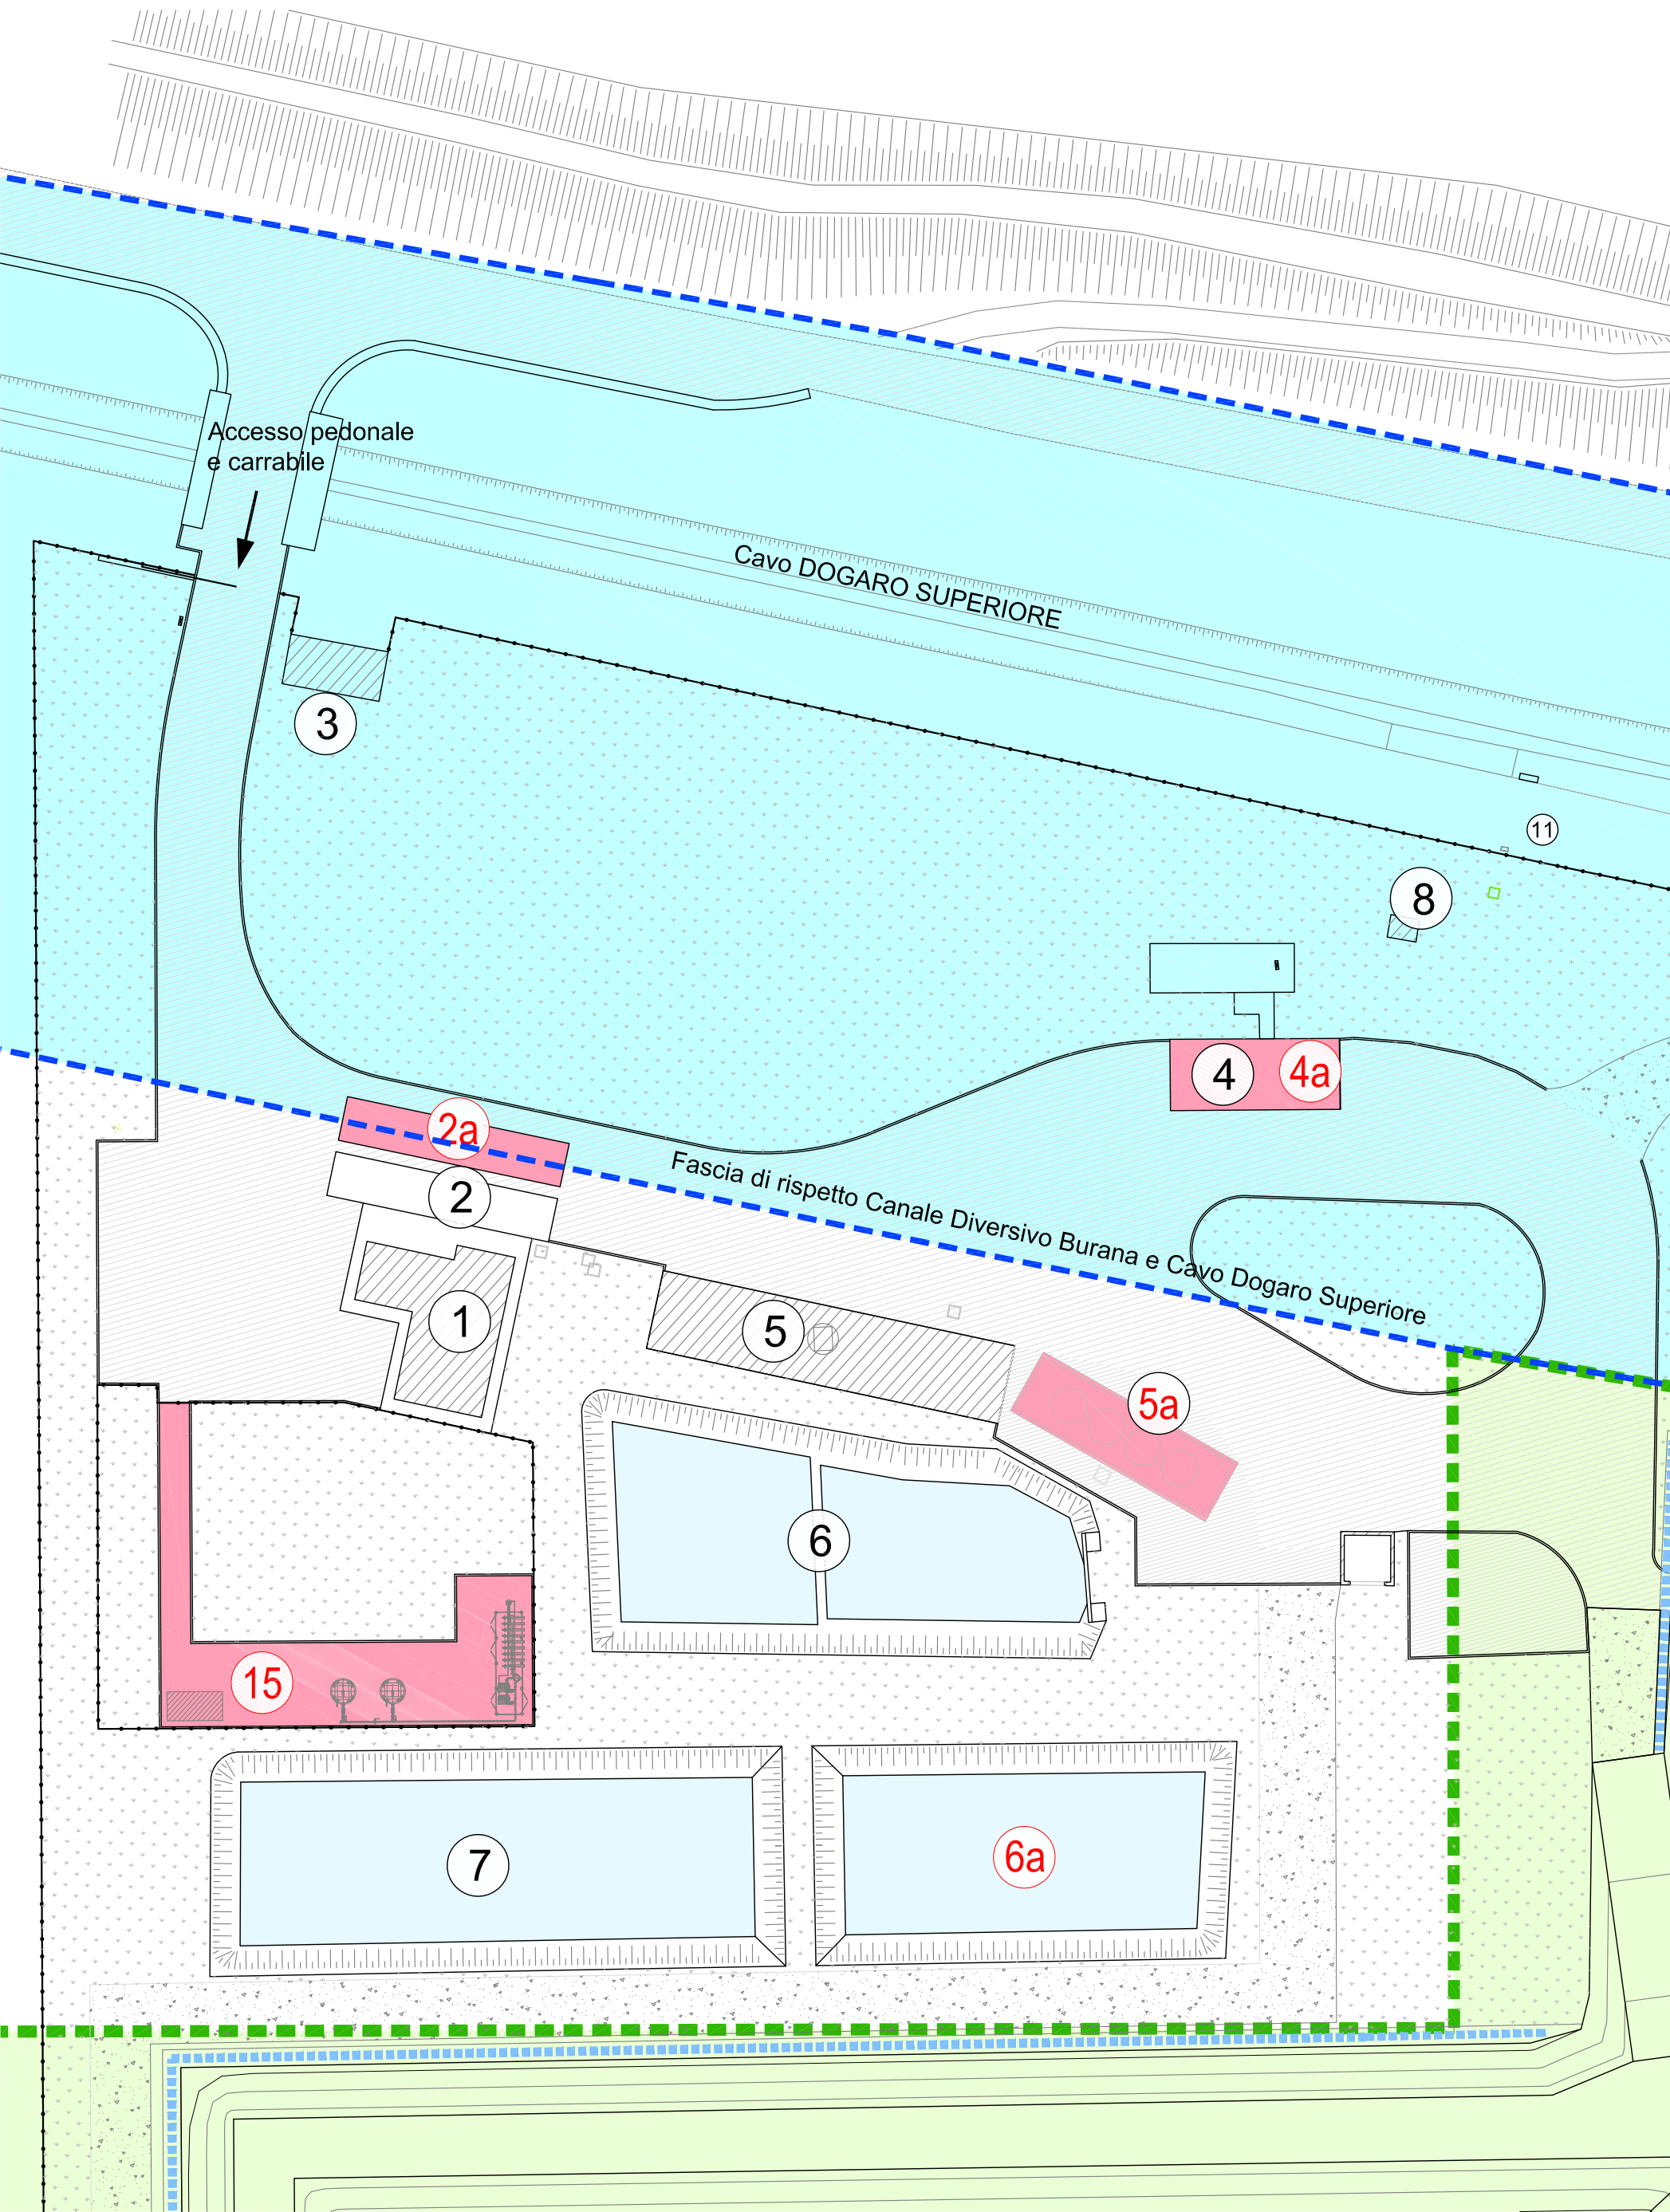 Accesso pedonale
e carrabile
Cavo DOGARO SUPERIORE
3
11
8
4
4a
2a
Fascia di rispetto Canale Diversivo Burana e Cavo Dogaro Superiore
2
1
5
5a
6
15
6a
7